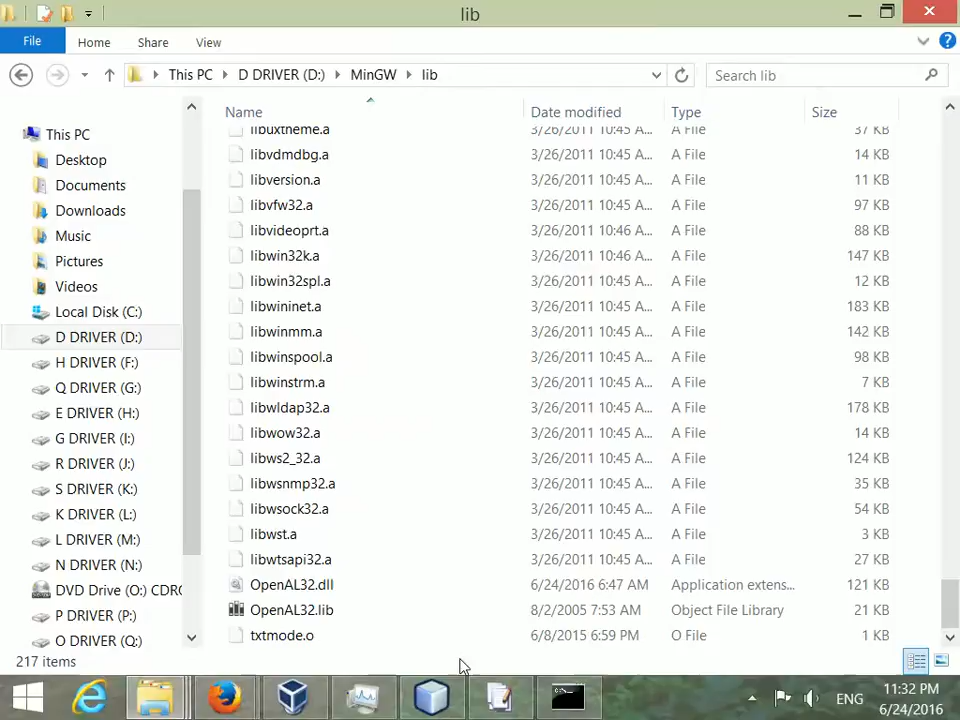 lib
File Home Share View
This PC D DRIVER (D:) MinGW lib Search lib
Name Date modified Type Size
This PC
Desktop
Documents
Downloads
Music
Pictures
Videos
Local Disk (C:)
D DRIVER (D:)
H DRIVER (F:)
Q DRIVER (G:)
E DRIVER (H:)
G DRIVER (I:)
R DRIVER (J:)
S DRIVER (K:)
K DRIVER (L:)
L DRIVER (M:)
N DRIVER (N:)
DVD Drive (O:) CDRO
P DRIVER (P:)
O DRIVER (Q:)
libuxtheme.a 3/26/2011 10:45 A... A File 37 KB
libvdmdbg.a 3/26/2011 10:45 A... A File 14 KB
libversion.a 3/26/2011 10:45 A... A File 11 KB
libvfw32.a 3/26/2011 10:45 A... A File 97 KB
libvideoprt.a 3/26/2011 10:46 A... A File 88 KB
libwin32k.a 3/26/2011 10:46 A... A File 147 KB
libwin32spl.a 3/26/2011 10:45 A... A File 12 KB
libwininet.a 3/26/2011 10:45 A... A File 183 KB
libwinmm.a 3/26/2011 10:45 A... A File 142 KB
libwinspool.a 3/26/2011 10:45 A... A File 98 KB
libwinstrm.a 3/26/2011 10:45 A... A File 7 KB
libwldap32.a 3/26/2011 10:45 A... A File 178 KB
libwow32.a 3/26/2011 10:45 A... A File 14 KB
libws2_32.a 3/26/2011 10:45 A... A File 124 KB
libwsnmp32.a 3/26/2011 10:45 A... A File 35 KB
libwsock32.a 3/26/2011 10:45 A... A File 54 KB
libwst.a 3/26/2011 10:45 A... A File 3 KB
libwtsapi32.a 3/26/2011 10:45 A... A File 27 KB
OpenAL32.dll 6/24/2016 6:47 AM Application extens... 121 KB
OpenAL32.lib 8/2/2005 7:53 AM Object File Library 21 KB
txtmode.o 6/8/2015 6:59 PM O File 1 KB
217 items
ENG 11:32 PM
6/24/2016